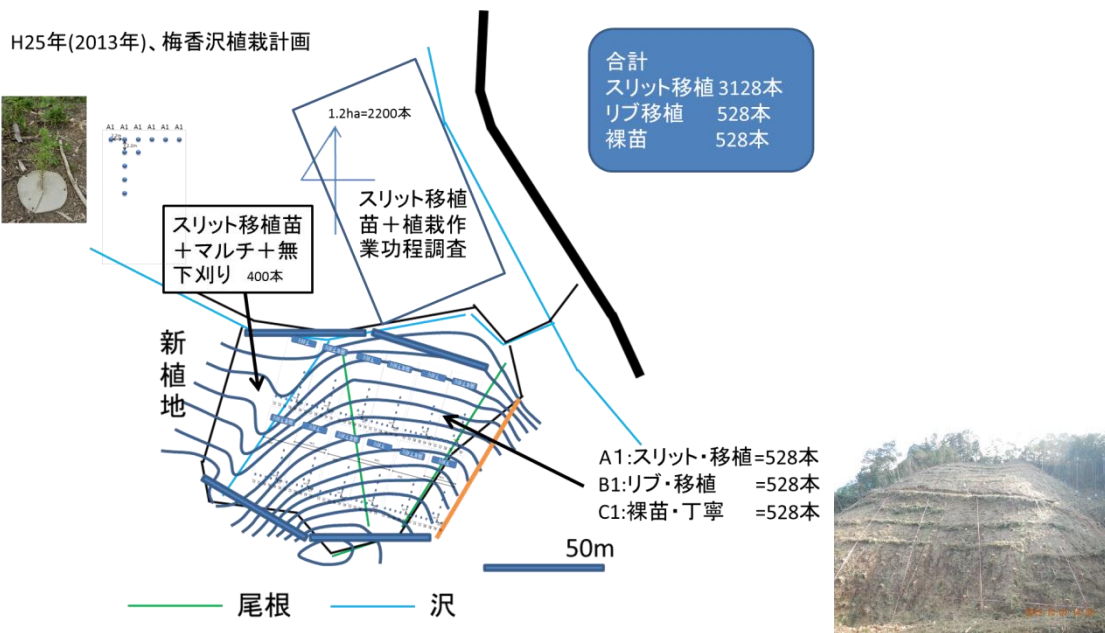 H25年(2013年)、梅香沢植栽計画
合計
スリット移植 3128本
リブ移植 528本
裸苗 528本
A1 A1 A1 A1 A1 A1
1.2ha=2200本
スリット移植
苗＋植栽作
業功程調査
スリット移植苗
＋マルチ＋無
下刈り 400本
新植地
A1:スリット・移植=528本
B1:リブ・移植 =528本
C1:裸苗・丁寧 =528本
50m
尾根
沢